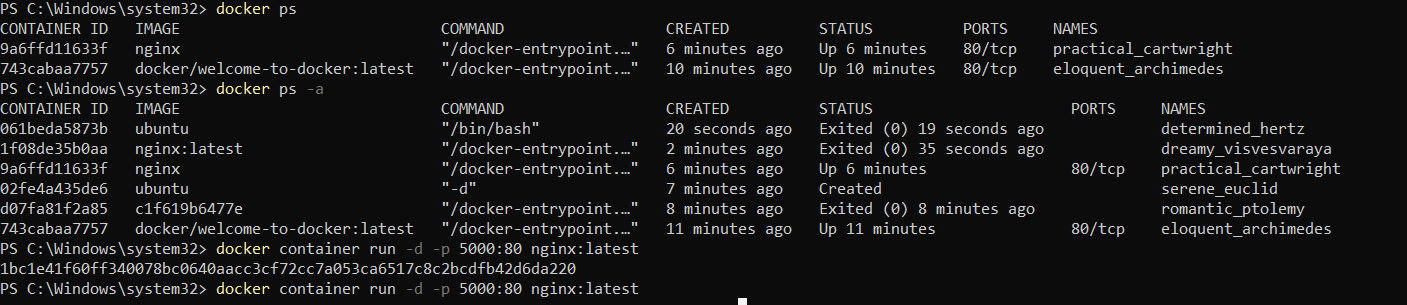 PS C:\Windows\system32> docker ps
CONTAINER ID   IMAGE                             COMMAND                  CREATED          STATUS          PORTS     NAMES
9a6ffd11633f   nginx                             "/docker-entrypoint.…"   6 minutes ago    Up 6 minutes    80/tcp    practical_cartwright
743cabaa7757   docker/welcome-to-docker:latest   "/docker-entrypoint.…"   10 minutes ago   Up 10 minutes   80/tcp    eloquent_archimedes
PS C:\Windows\system32> docker ps -a
CONTAINER ID   IMAGE                             COMMAND                  CREATED          STATUS                      PORTS     NAMES
061beda5873b   ubuntu                            "/bin/bash"              20 seconds ago   Exited (0) 19 seconds ago             determined_hertz
1f08de35b0aa   nginx:latest                      "/docker-entrypoint.…"   2 minutes ago    Exited (0) 35 seconds ago             dreamy_visvesvaraya
9a6ffd11633f   nginx                             "/docker-entrypoint.…"   6 minutes ago    Up 6 minutes                80/tcp    practical_cartwright
02fe4a435de6   ubuntu                            "-d"                     7 minutes ago    Created                               serene_euclid
d07fa81f2a85   c1f619b6477e                      "/docker-entrypoint.…"   8 minutes ago    Exited (0) 8 minutes ago              romantic_ptolemy
743cabaa7757   docker/welcome-to-docker:latest   "/docker-entrypoint.…"   11 minutes ago   Up 11 minutes               80/tcp    eloquent_archimedes
PS C:\Windows\system32> docker container run -d -p 5000:80 nginx:latest
1bc1e41f60ff340078bc0640aacc3cf72cc7a053ca6517c8c2bcdfb42d6da220
PS C:\Windows\system32> docker container run -d -p 5000:80 nginx:latest